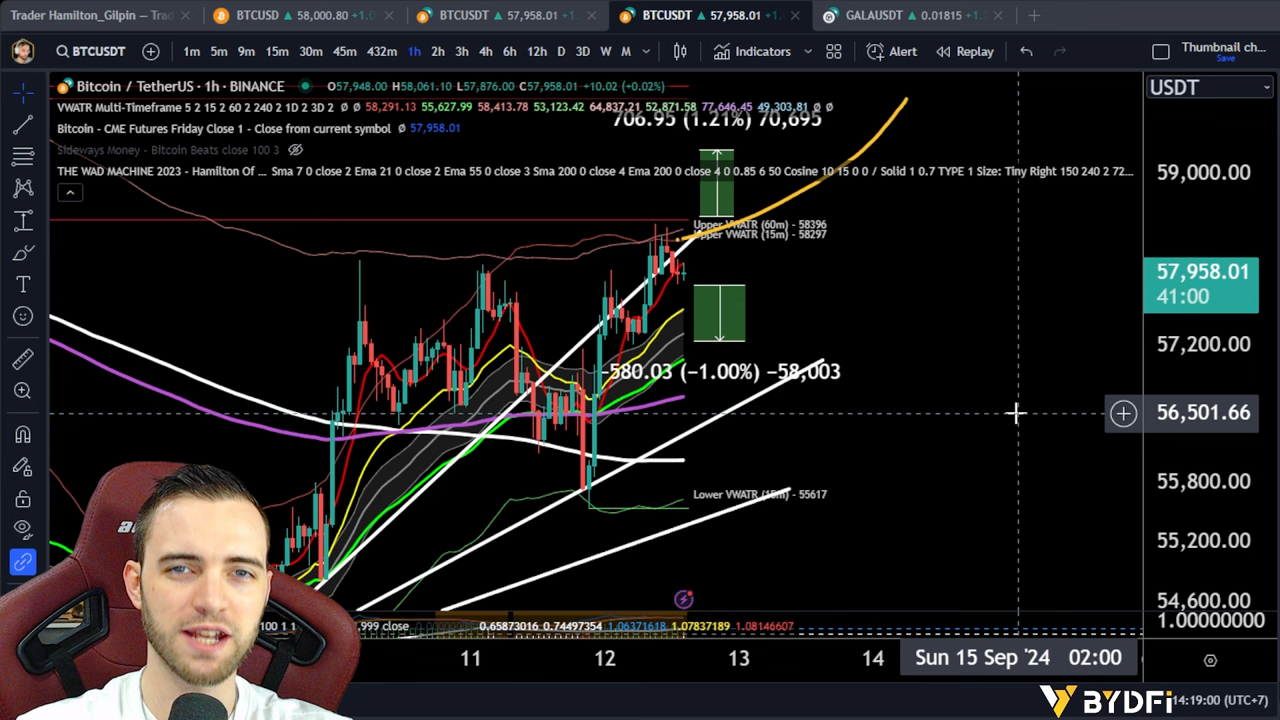 Trader Hamilton_Gilpin — Trad
BTCUSD ▲ 58,000.80 +1.0
BTCUSDT ▲ 57,958.01 +1.
BTCUSDT ▲ 57,958.01 +1.
GALAUSDT ▲ 0.01815 +1.
BTCUSDT 1m 5m 9m 15m 30m 45m 432m 1h 2h 3h 4h 6h 12h D 3D W M Indicators Alert Replay Thumbnail ch...
Save
Bitcoin / TetherUS · 1h · BINANCE O57,948.00 H58,061.10 L57,876.00 C57,958.01 +10.02 (+0.02%)
USDT
VWATR Multi-Timeframe 5 2 15 2 60 2 240 2 1D 2 3D 2 Ø Ø 58,291.13 55,627.99 58,413.78 53,123.42 64,837.21 52,871.58 77,646.45 49,303.81 Ø Ø
706.95 (1.21%) 70,695
Bitcoin - CME Futures Friday Close 1 - Close from current symbol Ø 57,958.01
Sideways Money - Bitcoin Beats close 100 3
THE WAD MACHINE 2023 - Hamilton Of ... Sma 7 0 close 2 Ema 21 0 close 2 Ema 55 0 close 3 Sma 200 0 close 4 Ema 200 0 close 4 0 0.85 6 50 Cosine 10 15 0 0 / Solid 1 0.7 TYPE 1 Size: Tiny Right 150 240 2 72...
59,000.00
Upper VWATR (60m) - 58396
Upper VWATR (15m) - 58297
57,958.01
41:00
57,200.00
-580.03 (−1.00%) −58,003
56,501.66
55,800.00
Lower VWATR (15m) - 55617
55,200.00
54,600.00
100 1 1
,999 close
0.65873016 0.74497354 1.06371618 1.07837189 1.08146607
1.00000000
11 12 13 14
Sun 15 Sep '24 02:00
BYDFi
14:19:00 (UTC+7)